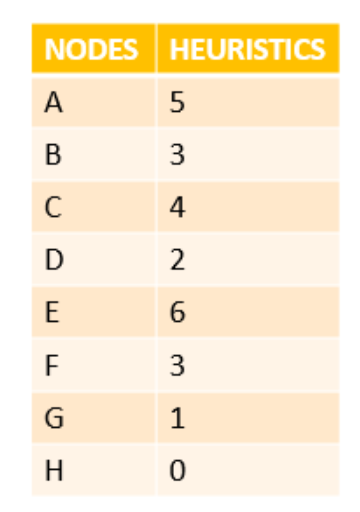 NODES HEURISTICS
A 5
B 3
C 4
D 2
E 6
F 3
G 1
H 0